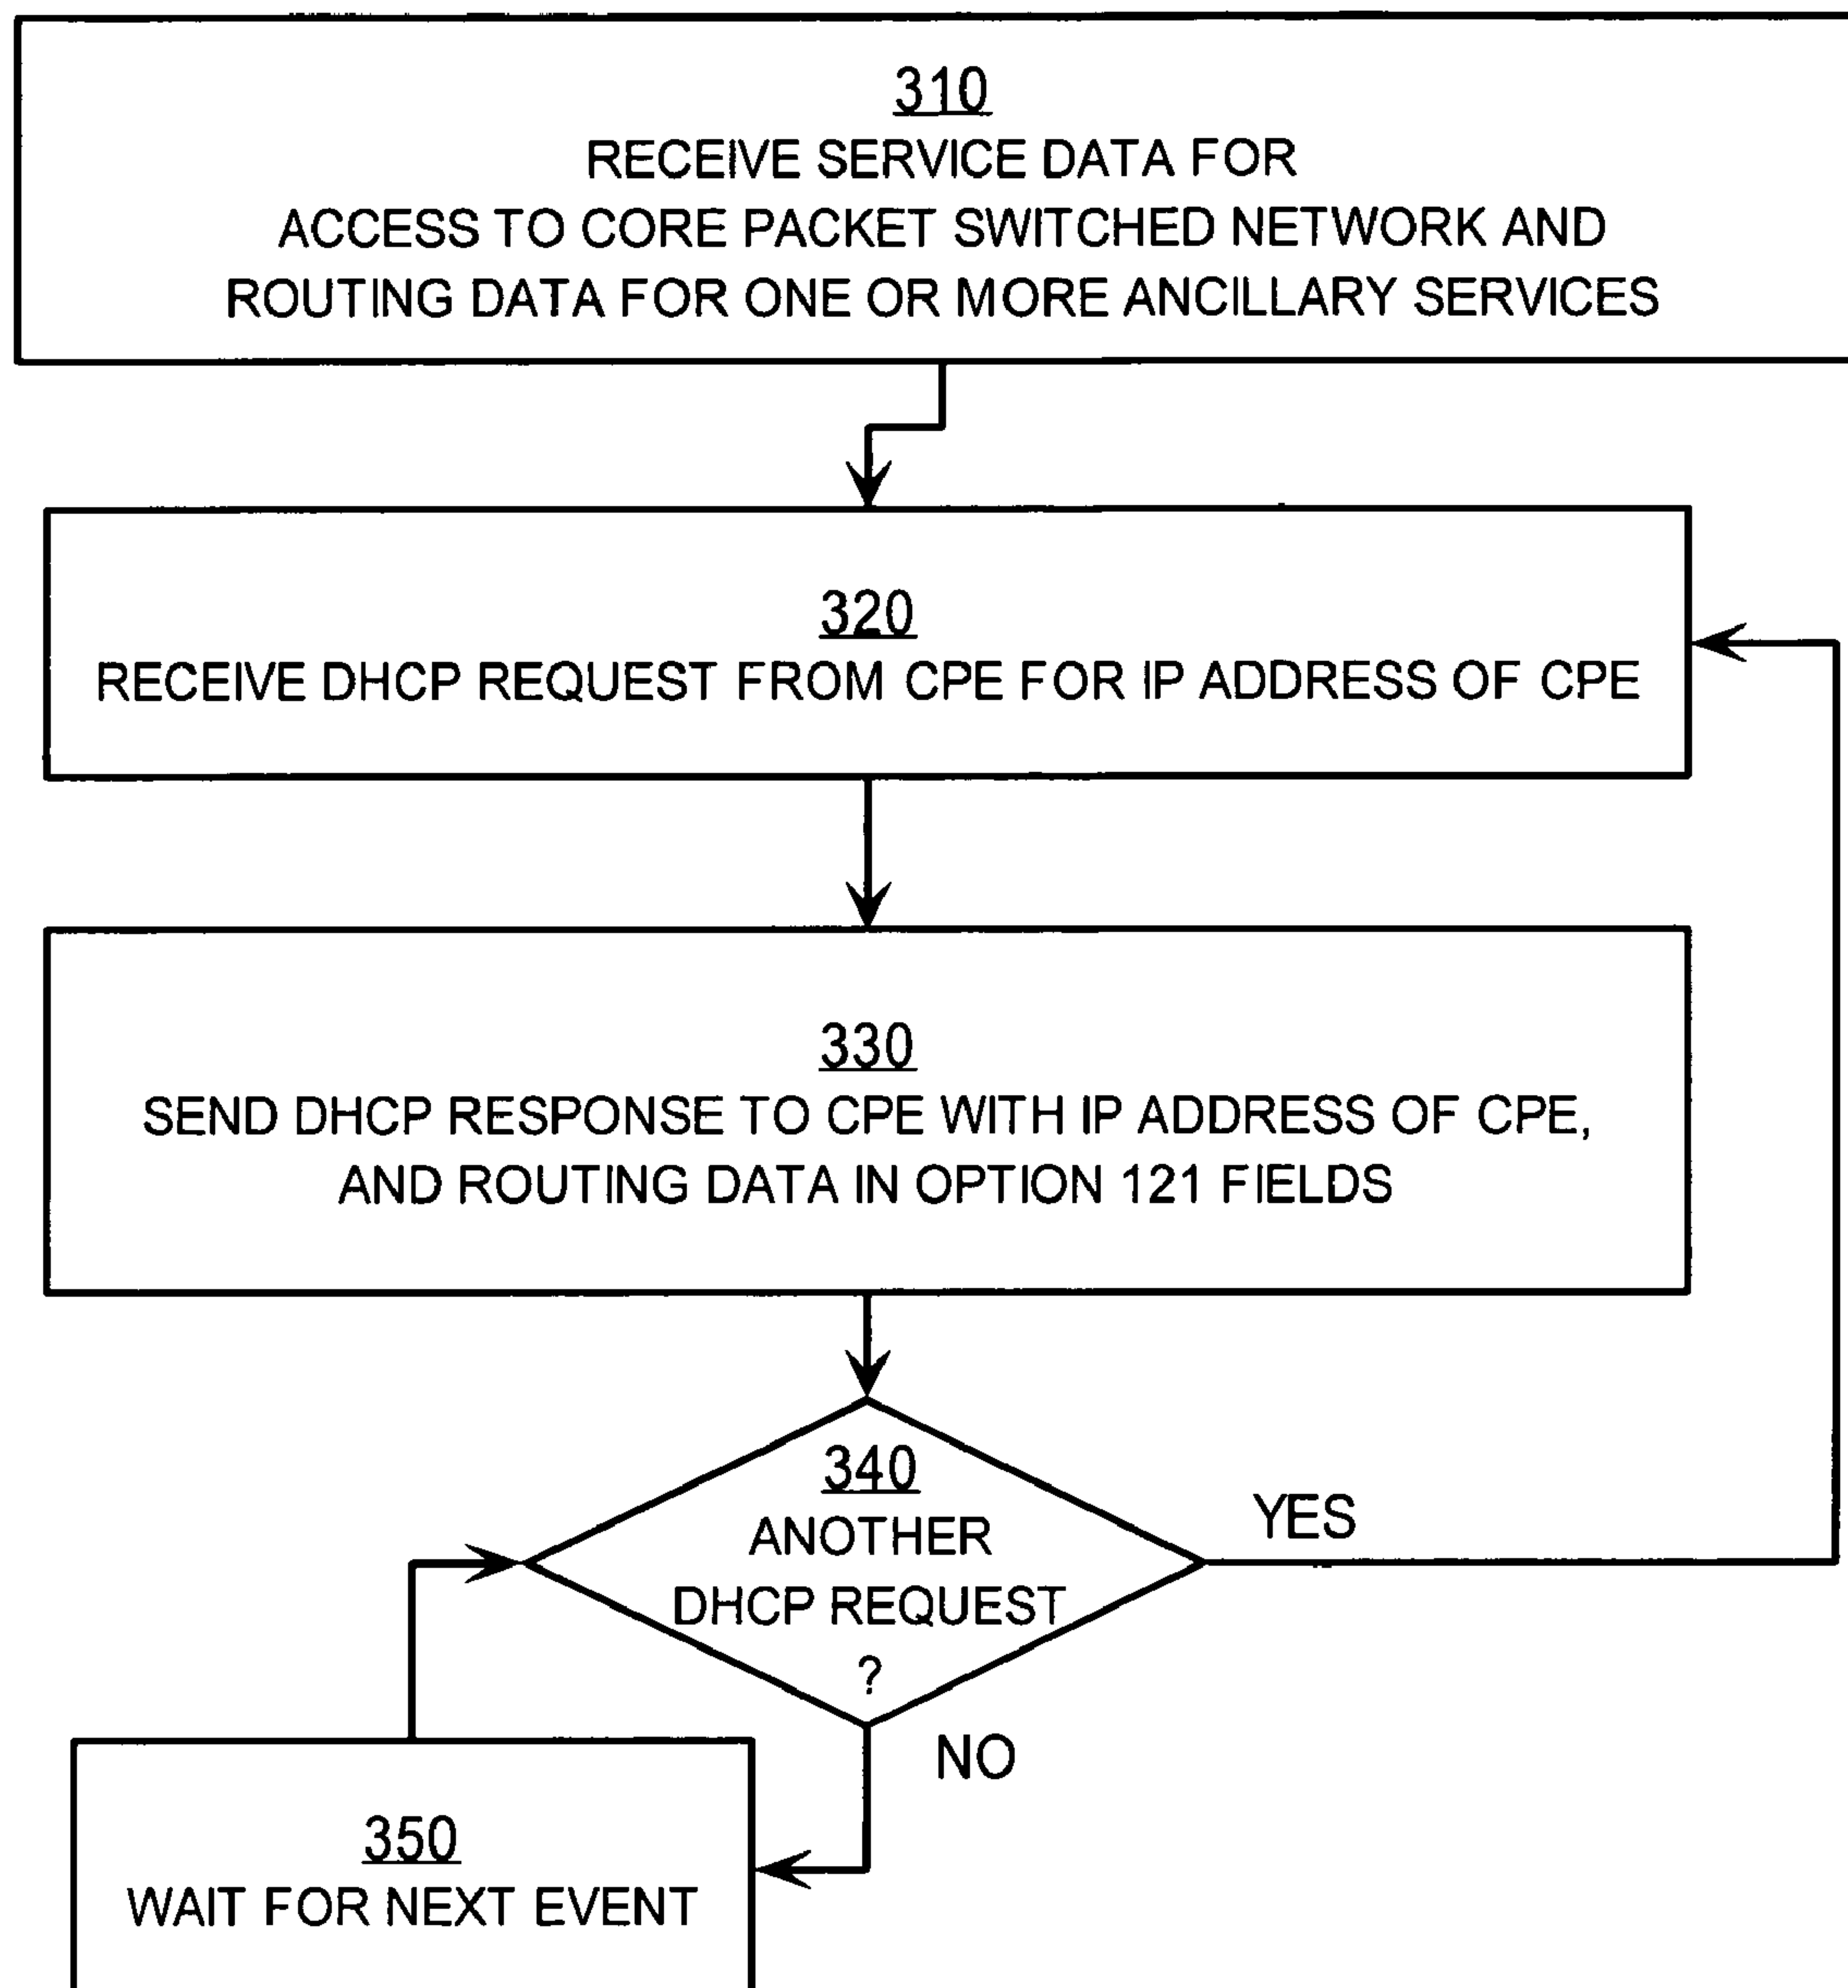 310
RECEIVE SERVICE DATA FOR
ACCESS TO CORE PACKET SWITCHED NETWORK AND
ROUTING DATA FOR ONE OR MORE ANCILLARY SERVICES
320
RECEIVE DHCP REQUEST FROM CPE FOR IP ADDRESS OF CPE
330
SEND DHCP RESPONSE TO CPE WITH IP ADDRESS OF CPE,
AND ROUTING DATA IN OPTION 121 FIELDS
340
ANOTHER
DHCP REQUEST
?
YES
NO
350
WAIT FOR NEXT EVENT